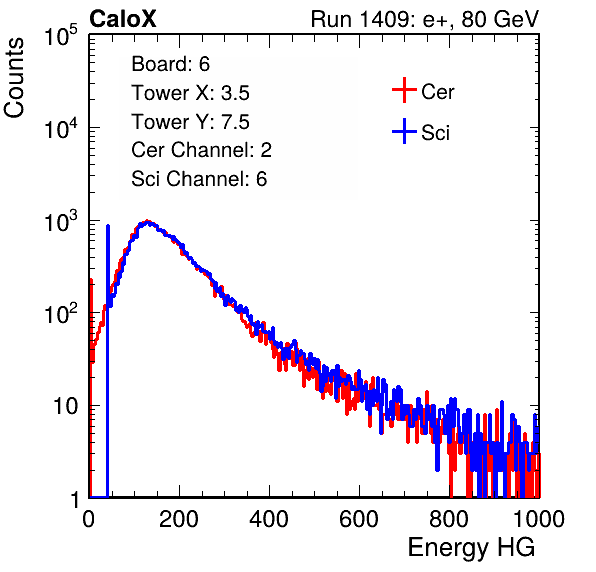 CaloX Run 1409: e+, 80 GeV
Counts
Board: 6
Tower X: 3.5
Tower Y: 7.5
Cer Channel: 2
Sci Channel: 6
Cer
Sci
10^5
10^4
10^3
10^2
10
1
0 200 400 600 800 1000
Energy HG